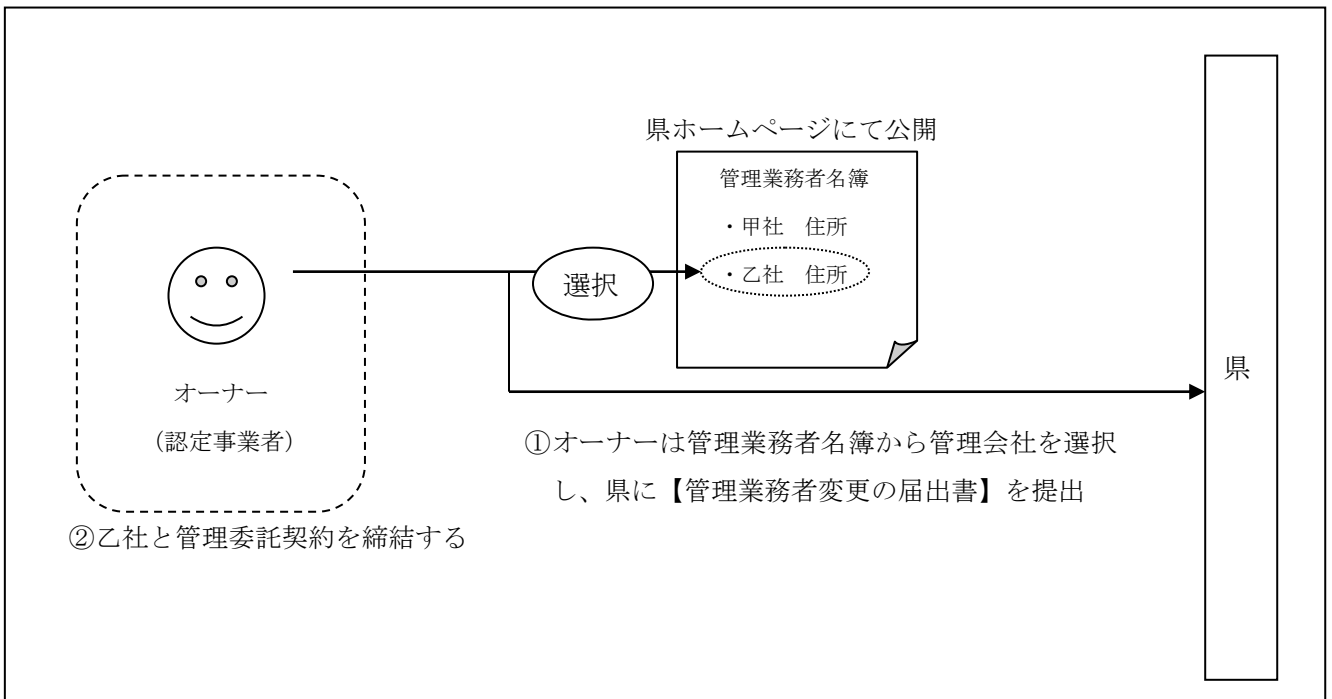 県ホームページにて公開
管理業務者名簿
・甲社　住所
・乙社　住所
選択
県
オーナー
（認定事業者）
①オーナーは管理業務者名簿から管理会社を選択
し、県に【管理業務者変更の届出書】を提出
②乙社と管理委託契約を締結する